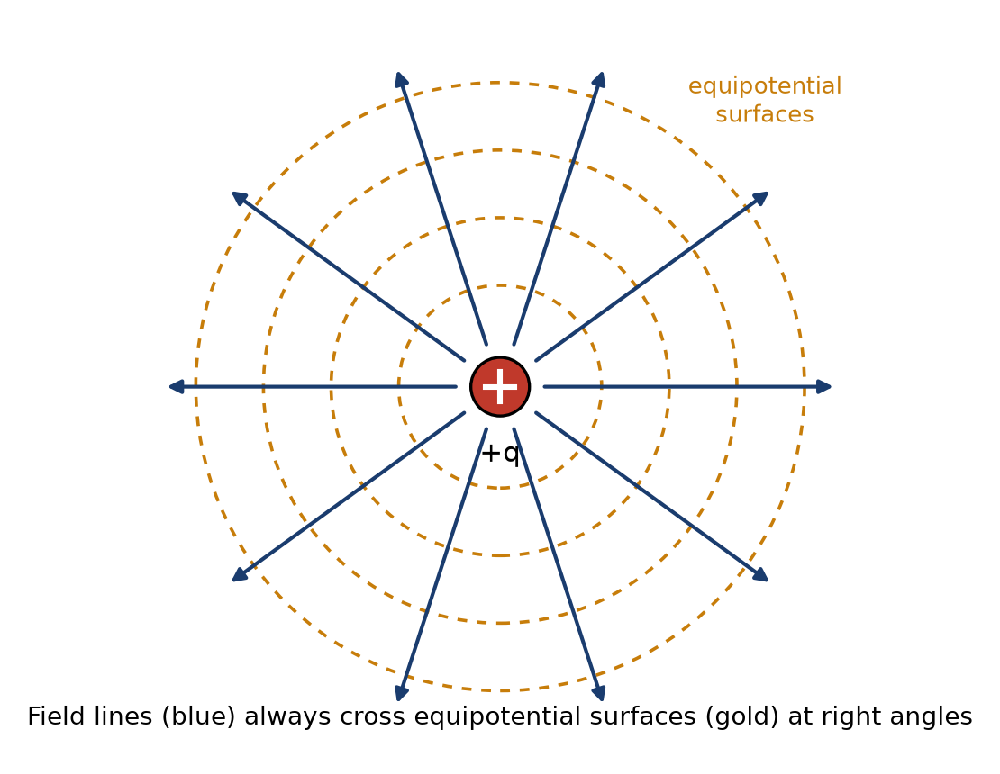 equipotential
surfaces
+
+q
Field lines (blue) always cross equipotential surfaces (gold) at right angles